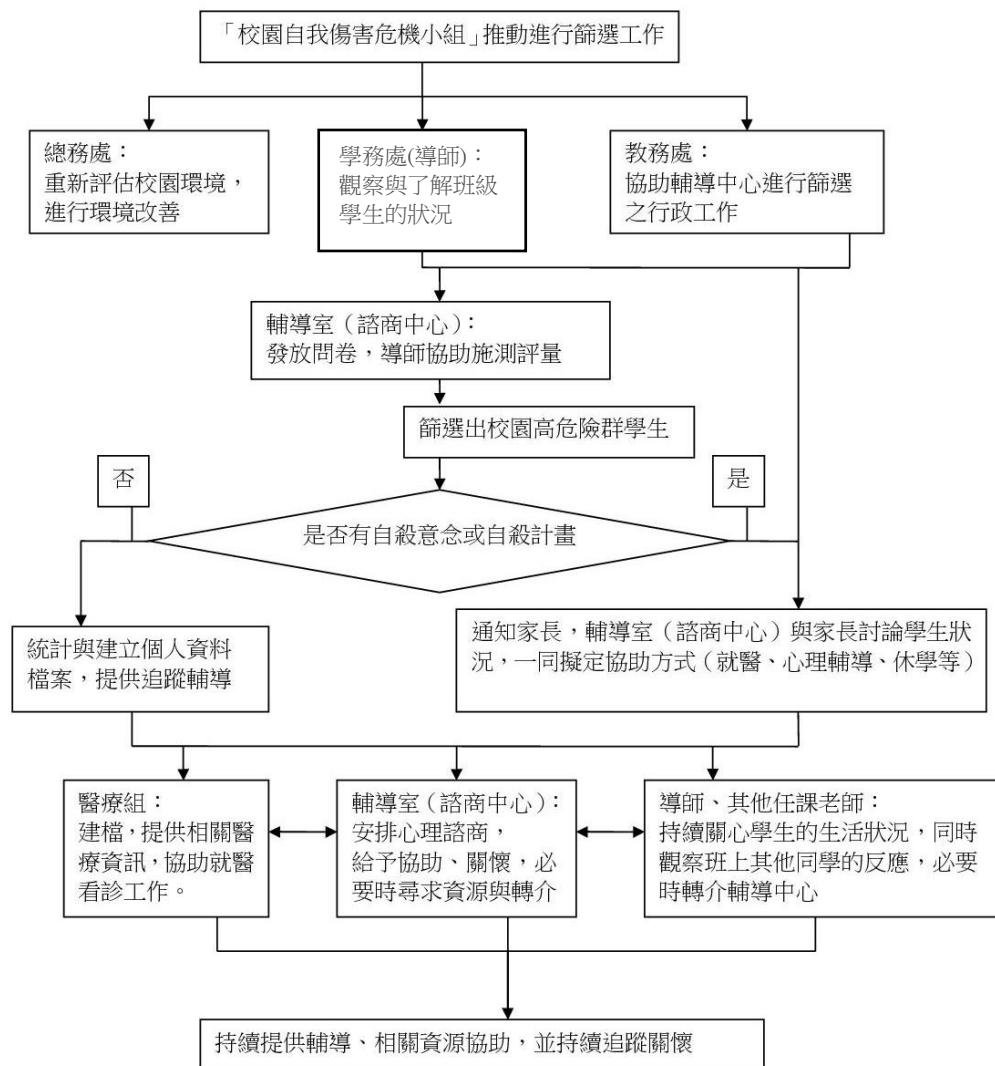 「校園自我傷害危機小組」推動進行篩選工作
總務處：
重新評估校園環境，
進行環境改善
學務處(導師)：
觀察與了解班級
學生的狀況
教務處：
協助輔導中心進行篩選
之行政工作
輔導室（諮商中心）：
發放問卷，導師協助施測評量
篩選出校園高危險群學生
否
是
是否有自殺意念或自殺計畫
統計與建立個人資料
檔案，提供追蹤輔導
通知家長，輔導室（諮商中心）與家長討論學生狀
況，一同擬定協助方式（就醫、心理輔導、休學等）
醫療組：
建檔，提供相關醫
療資訊，協助就醫
看診工作。
輔導室（諮商中心）：
安排心理諮商，
給予協助、關懷，必
要時尋求資源與轉介
導師、其他任課老師：
持續關心學生的生活狀況，同時
觀察班上其他同學的反應，必要
時轉介輔導中心
持續提供輔導、相關資源協助，並持續追蹤關懷